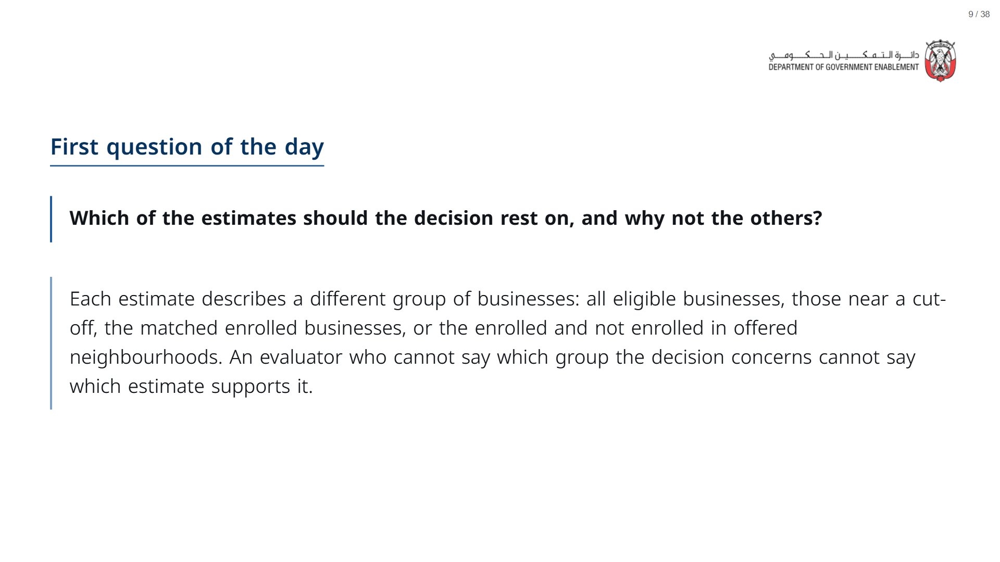 9 / 38
دائرة التمكين الحكومي
DEPARTMENT OF GOVERNMENT ENABLEMENT
First question of the day
Which of the estimates should the decision rest on, and why not the others?
Each estimate describes a different group of businesses: all eligible businesses, those near a cut-
off, the matched enrolled businesses, or the enrolled and not enrolled in offered
neighbourhoods. An evaluator who cannot say which group the decision concerns cannot say
which estimate supports it.